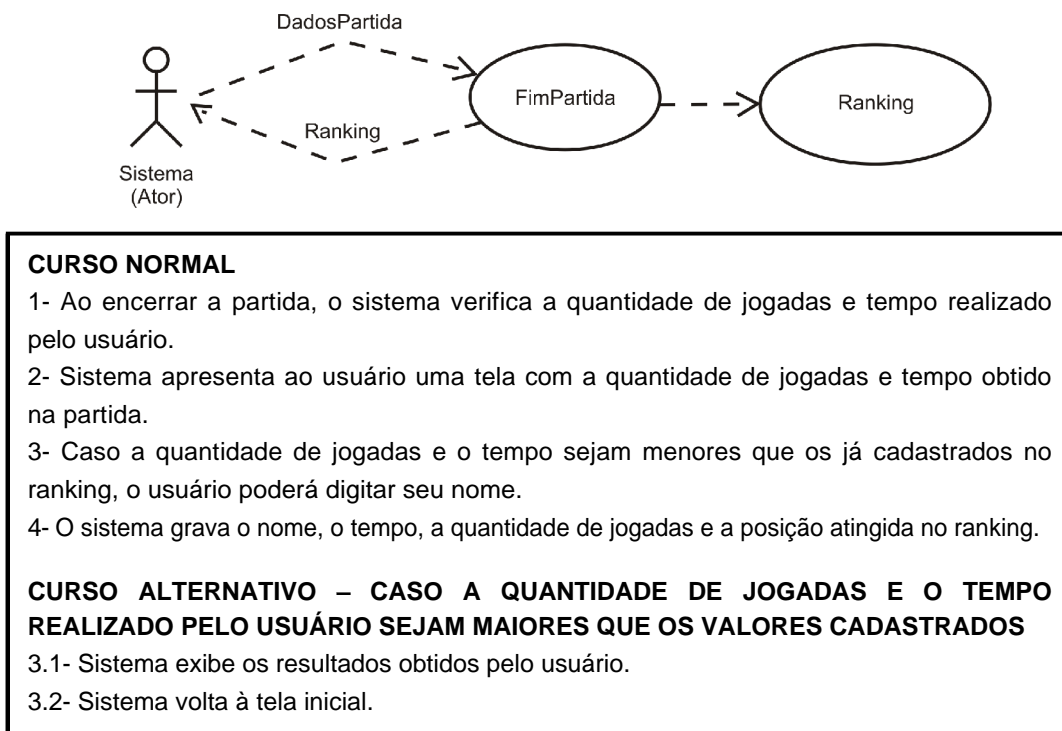 DadosPartida
FimPartida
Ranking
Ranking
Sistema
(Ator)
CURSO NORMAL
1- Ao encerrar a partida, o sistema verifica a quantidade de jogadas e tempo realizado
pelo usuário.
2- Sistema apresenta ao usuário uma tela com a quantidade de jogadas e tempo obtido
na partida.
3- Caso a quantidade de jogadas e o tempo sejam menores que os já cadastrados no
ranking, o usuário poderá digitar seu nome.
4- O sistema grava o nome, o tempo, a quantidade de jogadas e a posição atingida no ranking.
CURSO ALTERNATIVO – CASO A QUANTIDADE DE JOGADAS E O TEMPO
REALIZADO PELO USUÁRIO SEJAM MAIORES QUE OS VALORES CADASTRADOS
3.1- Sistema exibe os resultados obtidos pelo usuário.
3.2- Sistema volta à tela inicial.